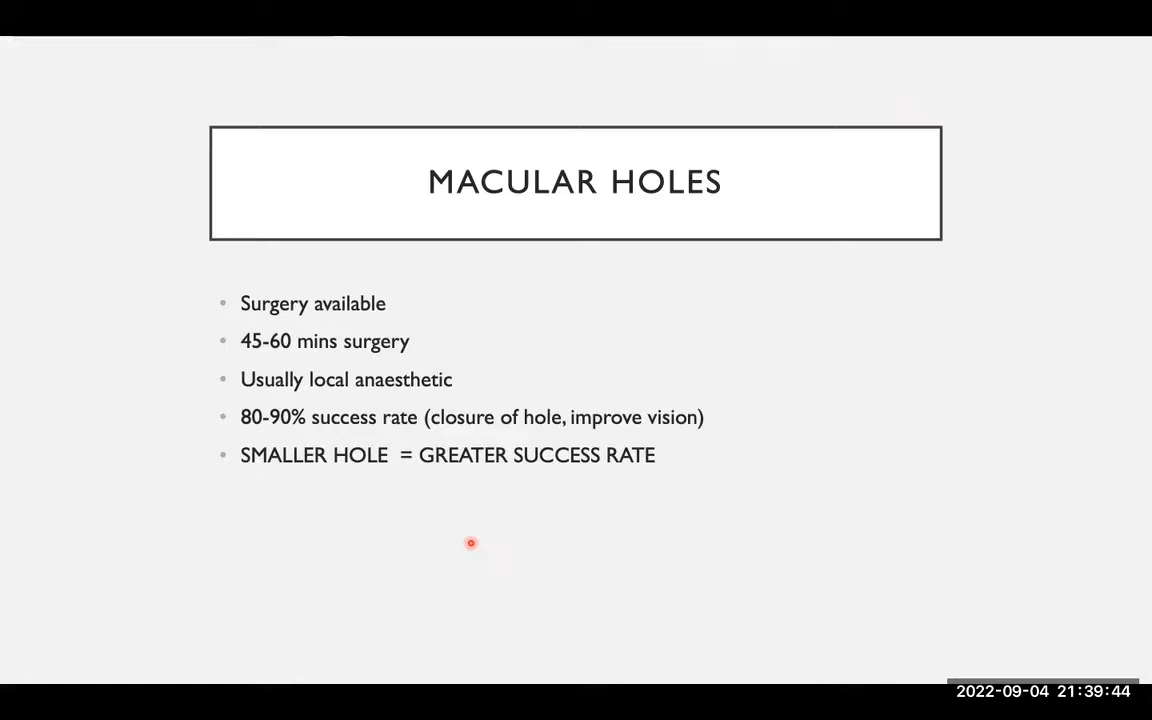 MACULAR HOLES
• Surgery available
• 45-60 mins surgery
• Usually local anaesthetic
• 80-90% success rate (closure of hole, improve vision)
• SMALLER HOLE = GREATER SUCCESS RATE
2022-09-04 21:39:44